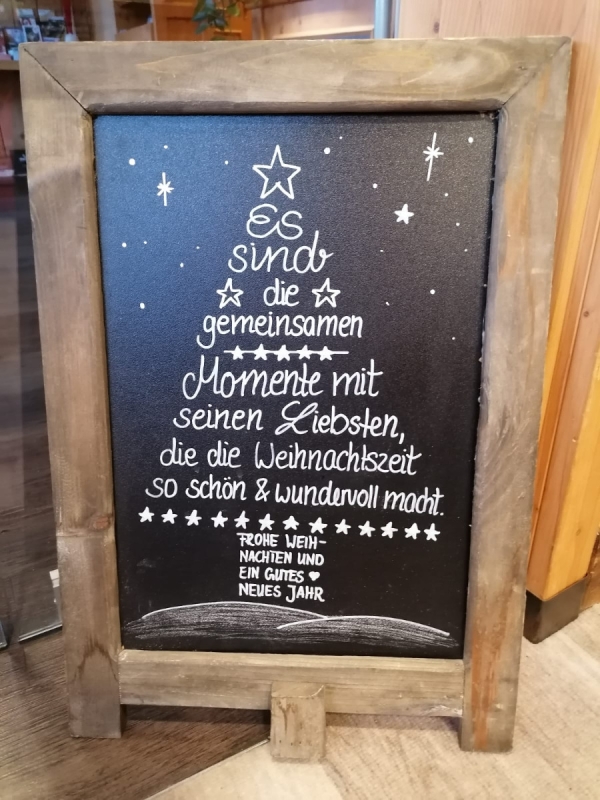 Es
sind
die
gemeinsamen
Momente mit
seinen Liebsten,
die die Weihnachtszeit
so schön & wundervoll macht.
FROHE WEIH-
NACHTEN UND
EIN GUTES ♥
NEUES JAHR